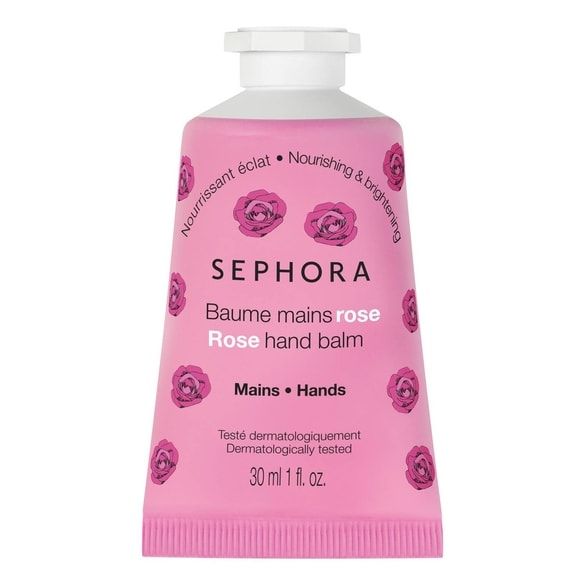 Nourrissant éclat • Nourishing & brightening
SEPHORA
Baume mains rose
Rose hand balm
Mains • Hands
Testé dermatologiquement
Dermatologically tested
30 ml 1 fl. oz.